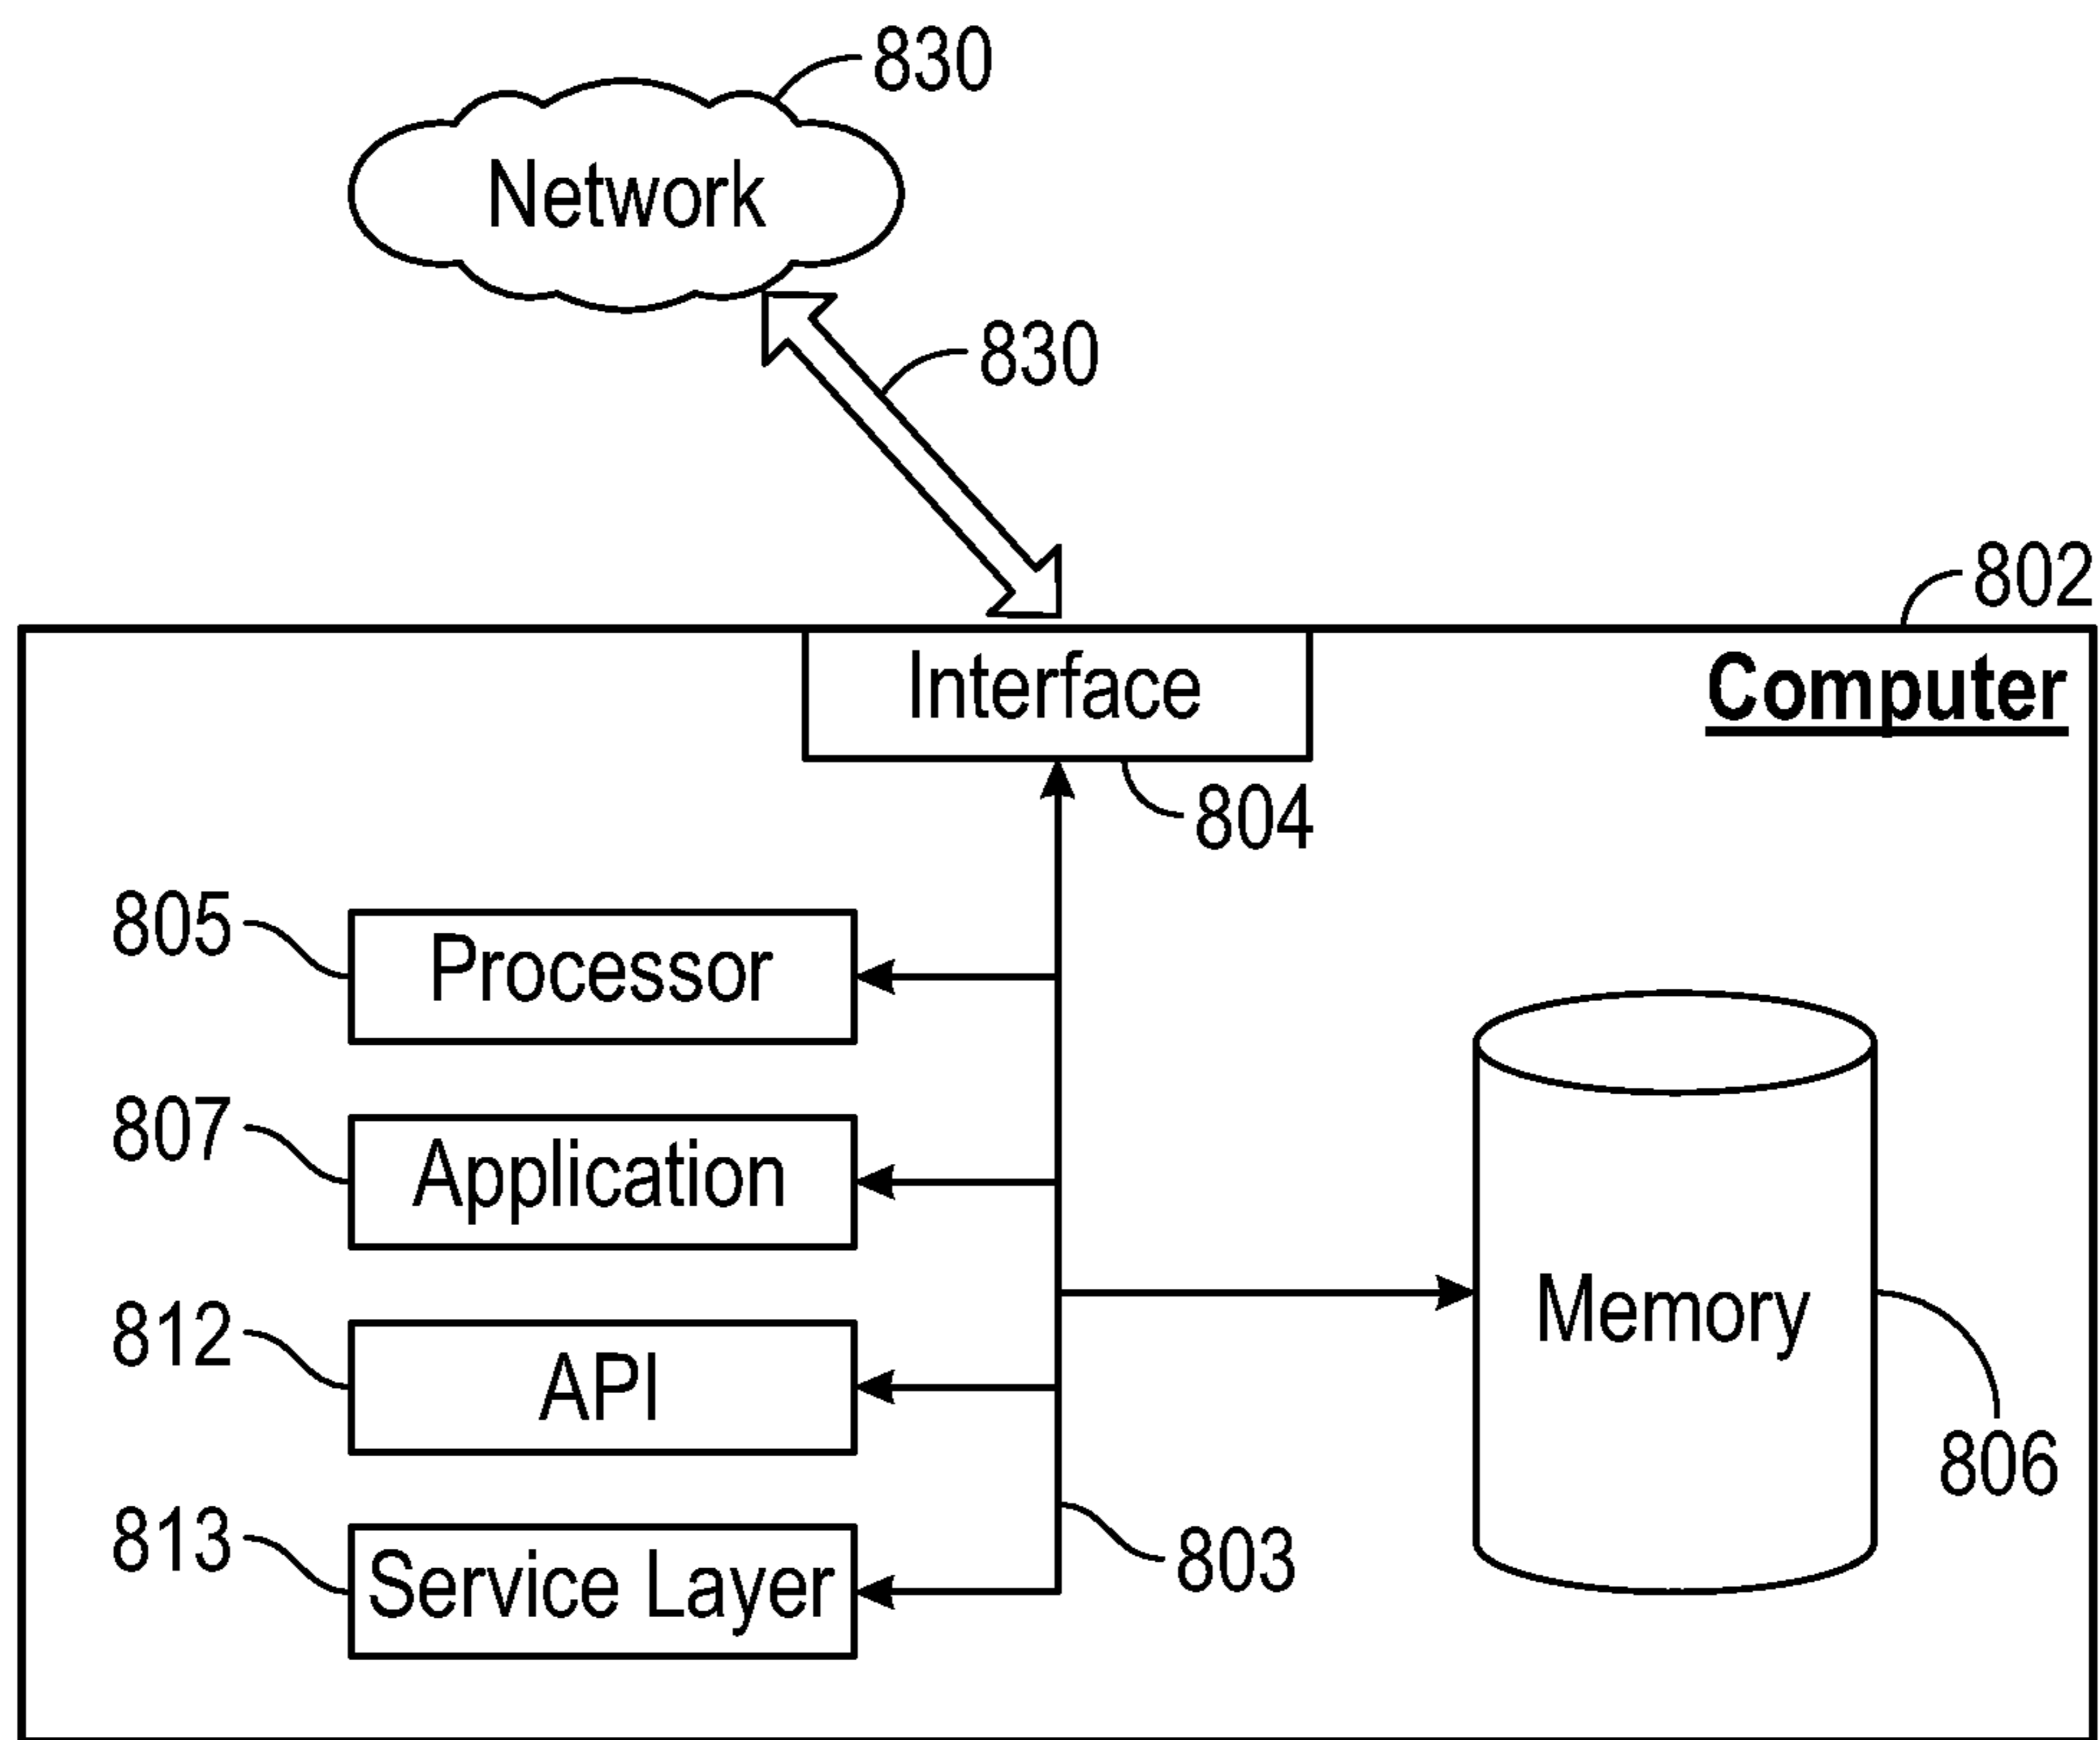 830
Network
830
802
Interface
Computer
804
805
Processor
807
Application
812
API
Memory
806
813
Service Layer
803